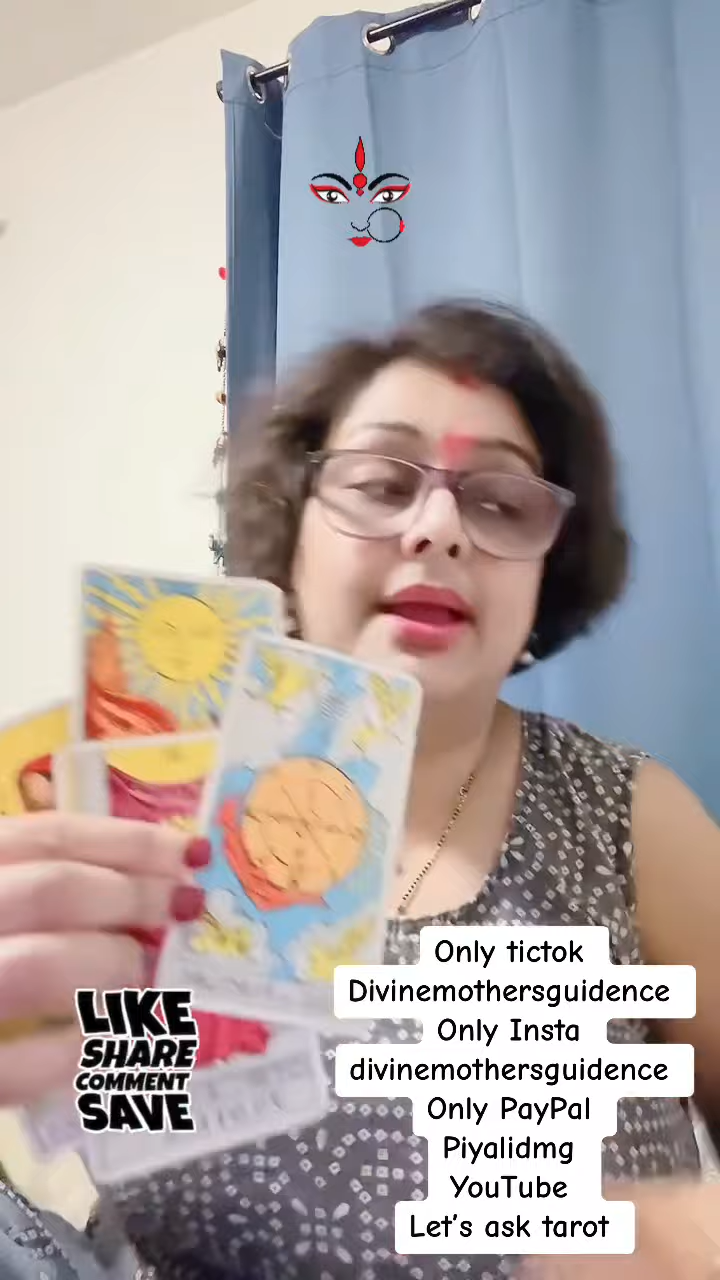 Only tictok
Divinemothersguidence
Only Insta
divinemothersguidence
Only PayPal
Piyalidmg
YouTube
Let's ask tarot
LIKE
SHARE
COMMENT
SAVE